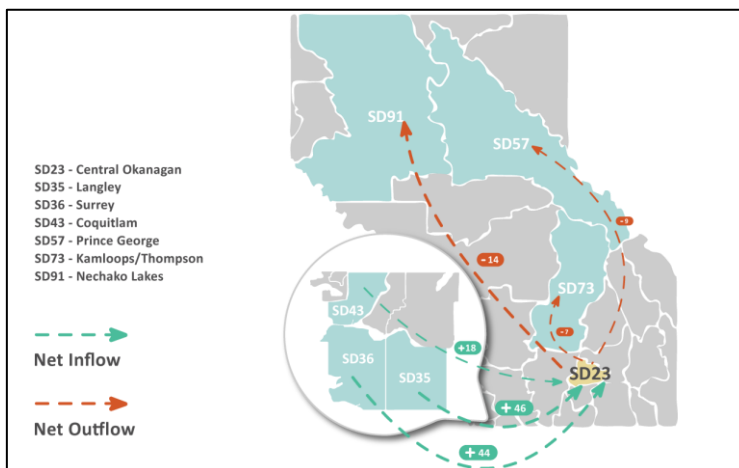 SD91
SD57
SD23 - Central Okanagan
SD35 - Langley
SD36 - Surrey
SD43 - Coquitlam
SD57 - Prince George
SD73 - Kamloops/Thompson
SD91 - Nechako Lakes
-9
-14
SD73
SD43
-7
Net Inflow
+18
SD36
SD35
SD23
Net Outflow
+ 46
+ 44